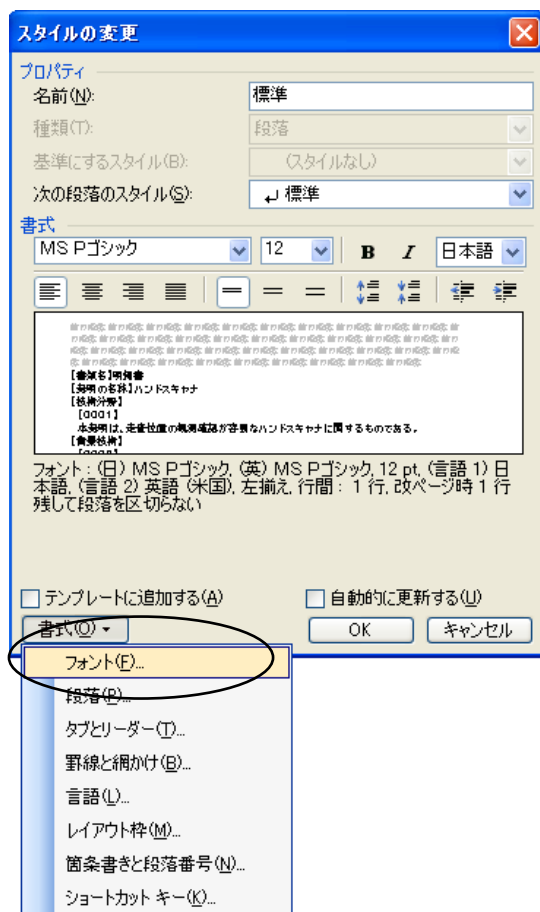 スタイルの変更
プロパティ
名前(N):
標準
種類(T):
段落
基準にするスタイル(B):
(スタイルなし)
次の段落のスタイル(S):
↵ 標準
書式
MS Pゴシック 12 B I 日本語
【書類名】明細書
【発明の名称】ハンドスキャナ
【技術分野】
【0001】
本発明は、走査位置の観測確認が容易なハンドスキャナに関するものである。
【背景技術】
フォント : (日) MS Pゴシック, (英) MS Pゴシック, 12 pt, (言語 1) 日
本語, (言語 2) 英語 (米国), 左揃え, 行間 : 1 行, 改ページ時 1 行
残して段落を区切らない
テンプレートに追加する(A)
自動的に更新する(U)
書式(O)
OK
キャンセル
フォント(F)...
段落(P)...
タブとリーダー(T)...
罫線と網かけ(B)...
言語(L)...
レイアウト枠(M)...
箇条書きと段落番号(N)...
ショートカット キー(K)...